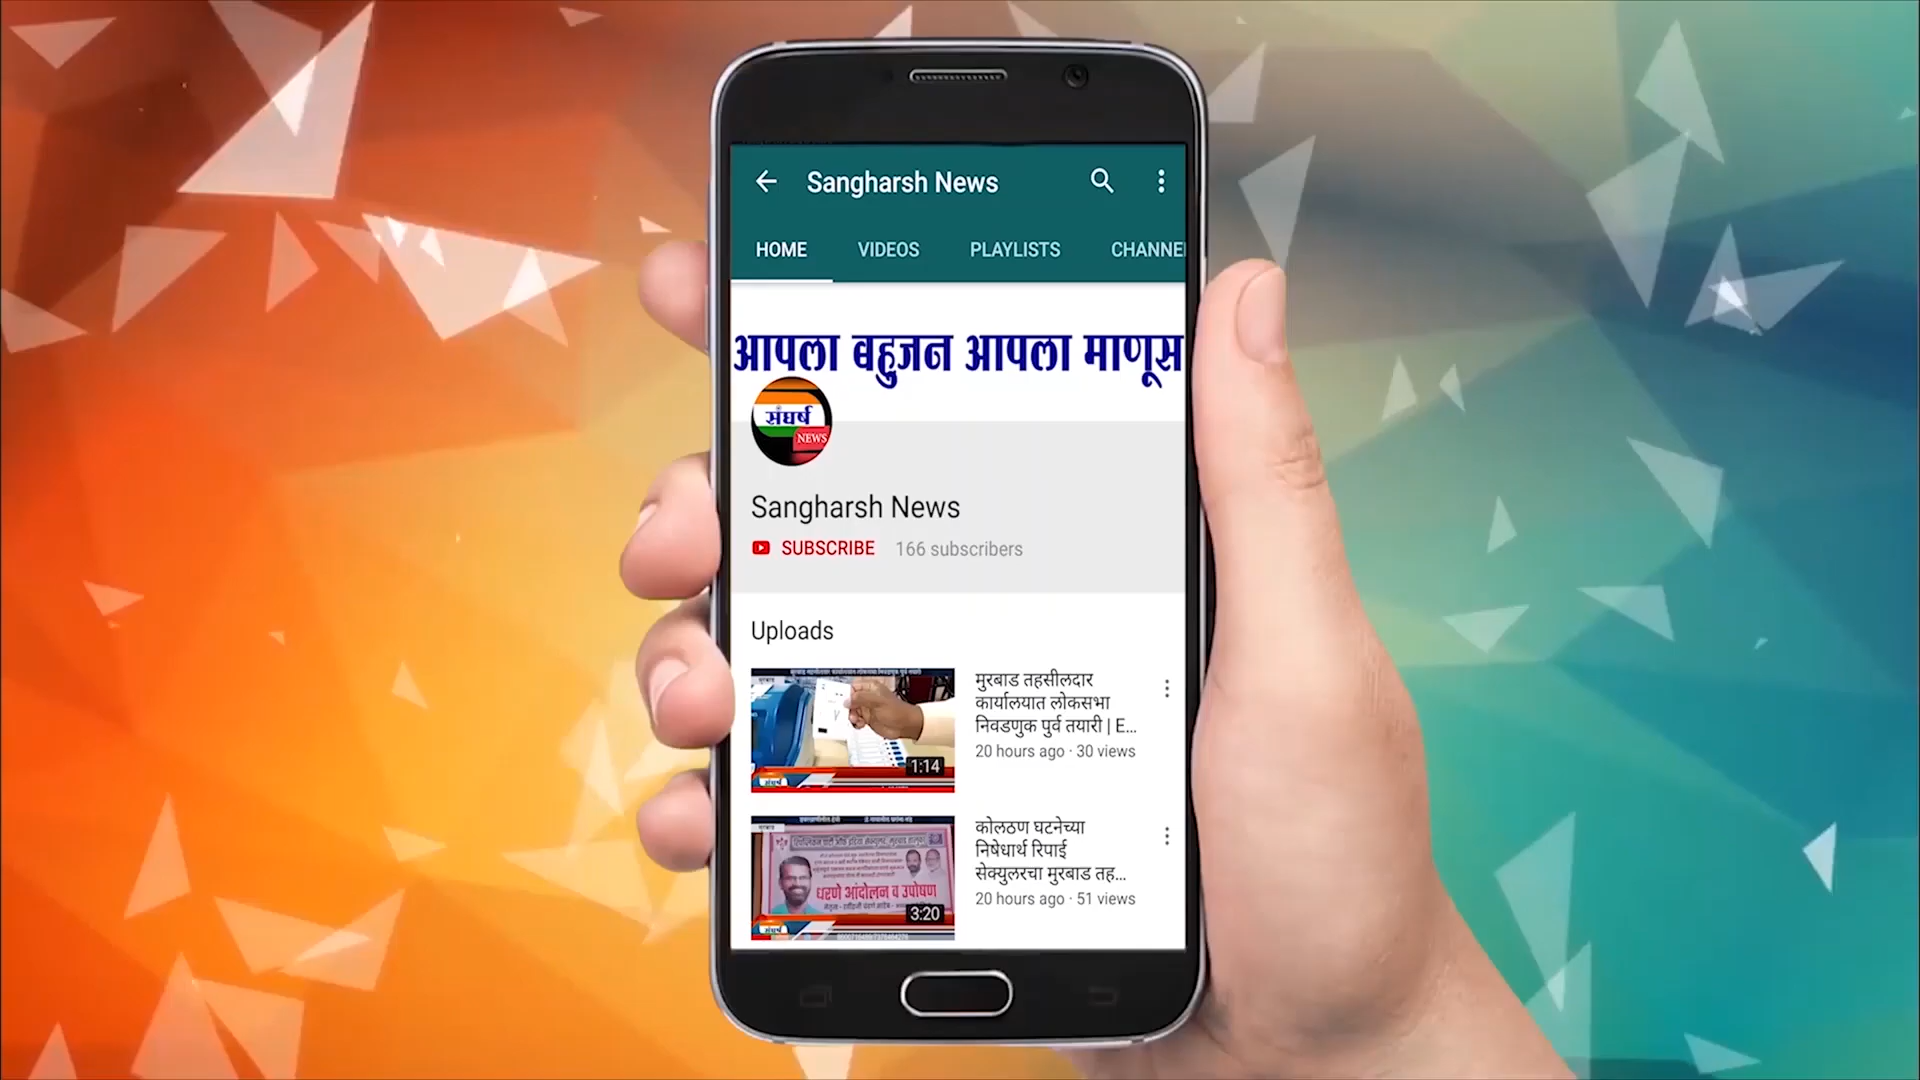 Sangharsh News
HOME VIDEOS PLAYLISTS CHANNE
आपला बहुजन आपला माणूस
संघर्ष
NEWS
Sangharsh News
SUBSCRIBE 166 subscribers
Uploads
मुरबाड तहसीलदार
कार्यालयात लोकसभा
निवडणुक पुर्व तयारी | E...
20 hours ago · 30 views
1:14
कोलठण घटनेच्या
निषेधार्थ रिपाई
सेक्युलरचा मुरबाड तह...
20 hours ago · 51 views
धरणे आंदोलन व उपोषण
3:20